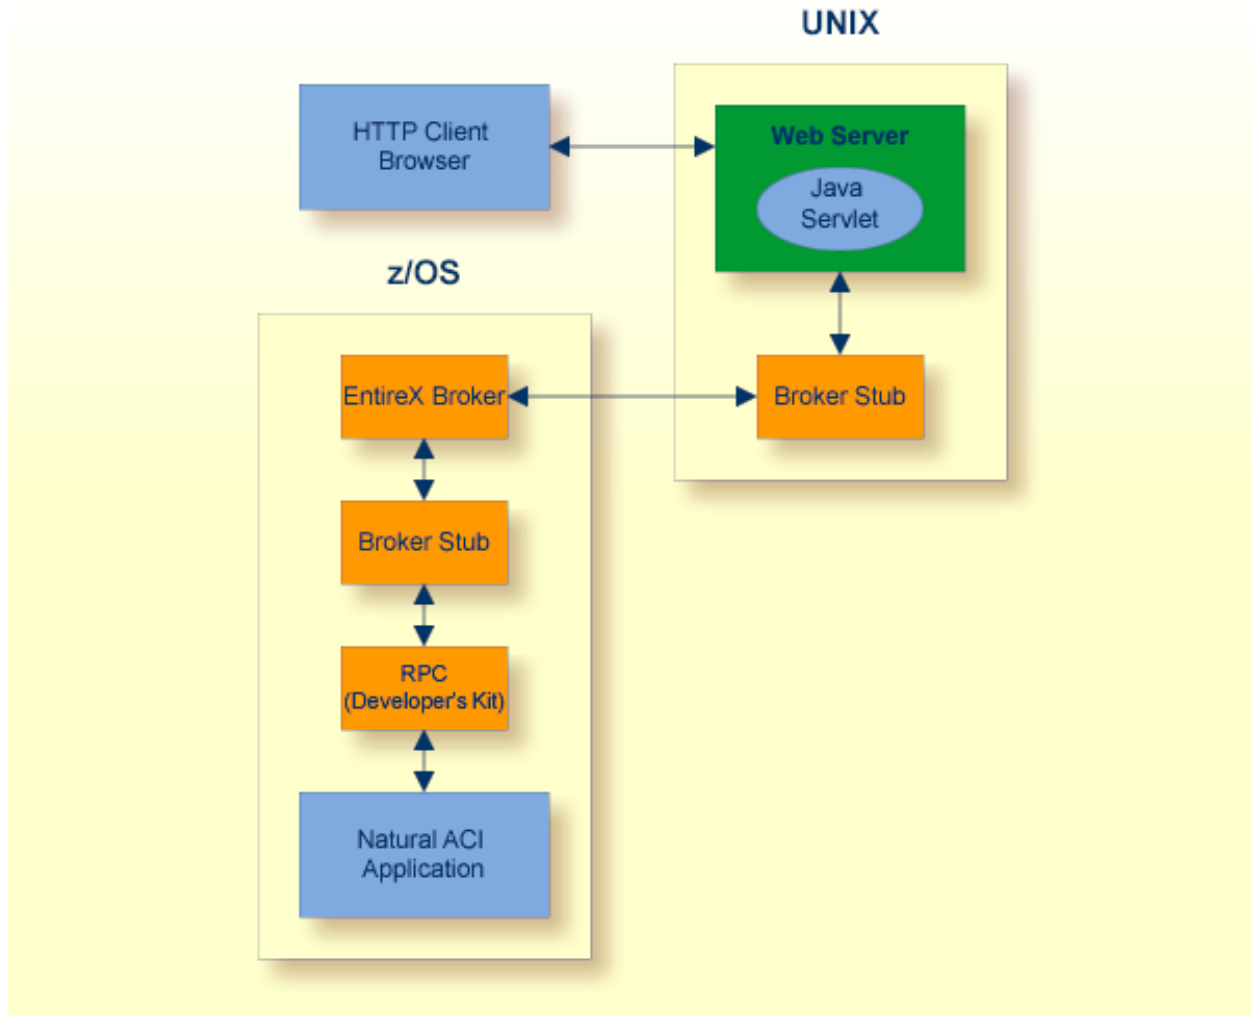 UNIX
HTTP Client
Browser
Web Server
Java
Servlet
z/OS
EntireX Broker
Broker Stub
Broker Stub
RPC
(Developer's Kit)
Natural ACI
Application